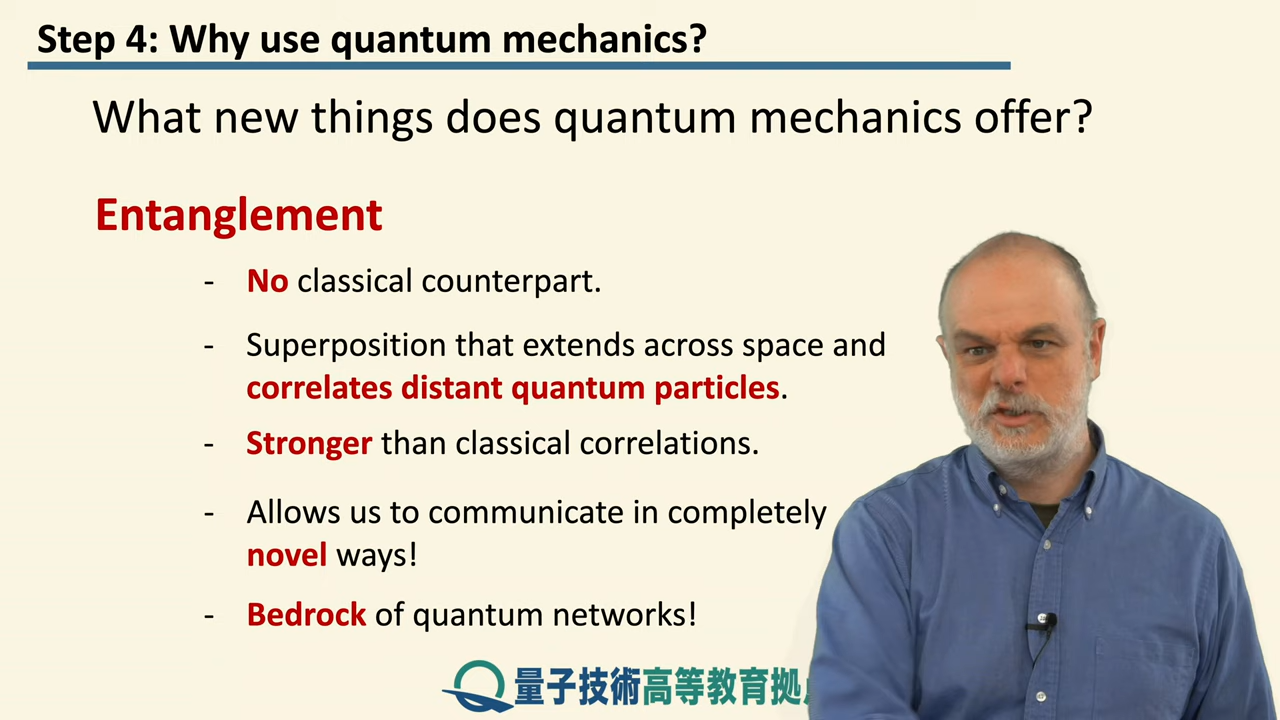 Step 4: Why use quantum mechanics?
What new things does quantum mechanics offer?
Entanglement
- No classical counterpart.
- Superposition that extends across space and
correlates distant quantum particles.
- Stronger than classical correlations.
- Allows us to communicate in completely
novel ways!
- Bedrock of quantum networks!
量子技術高等教育拠